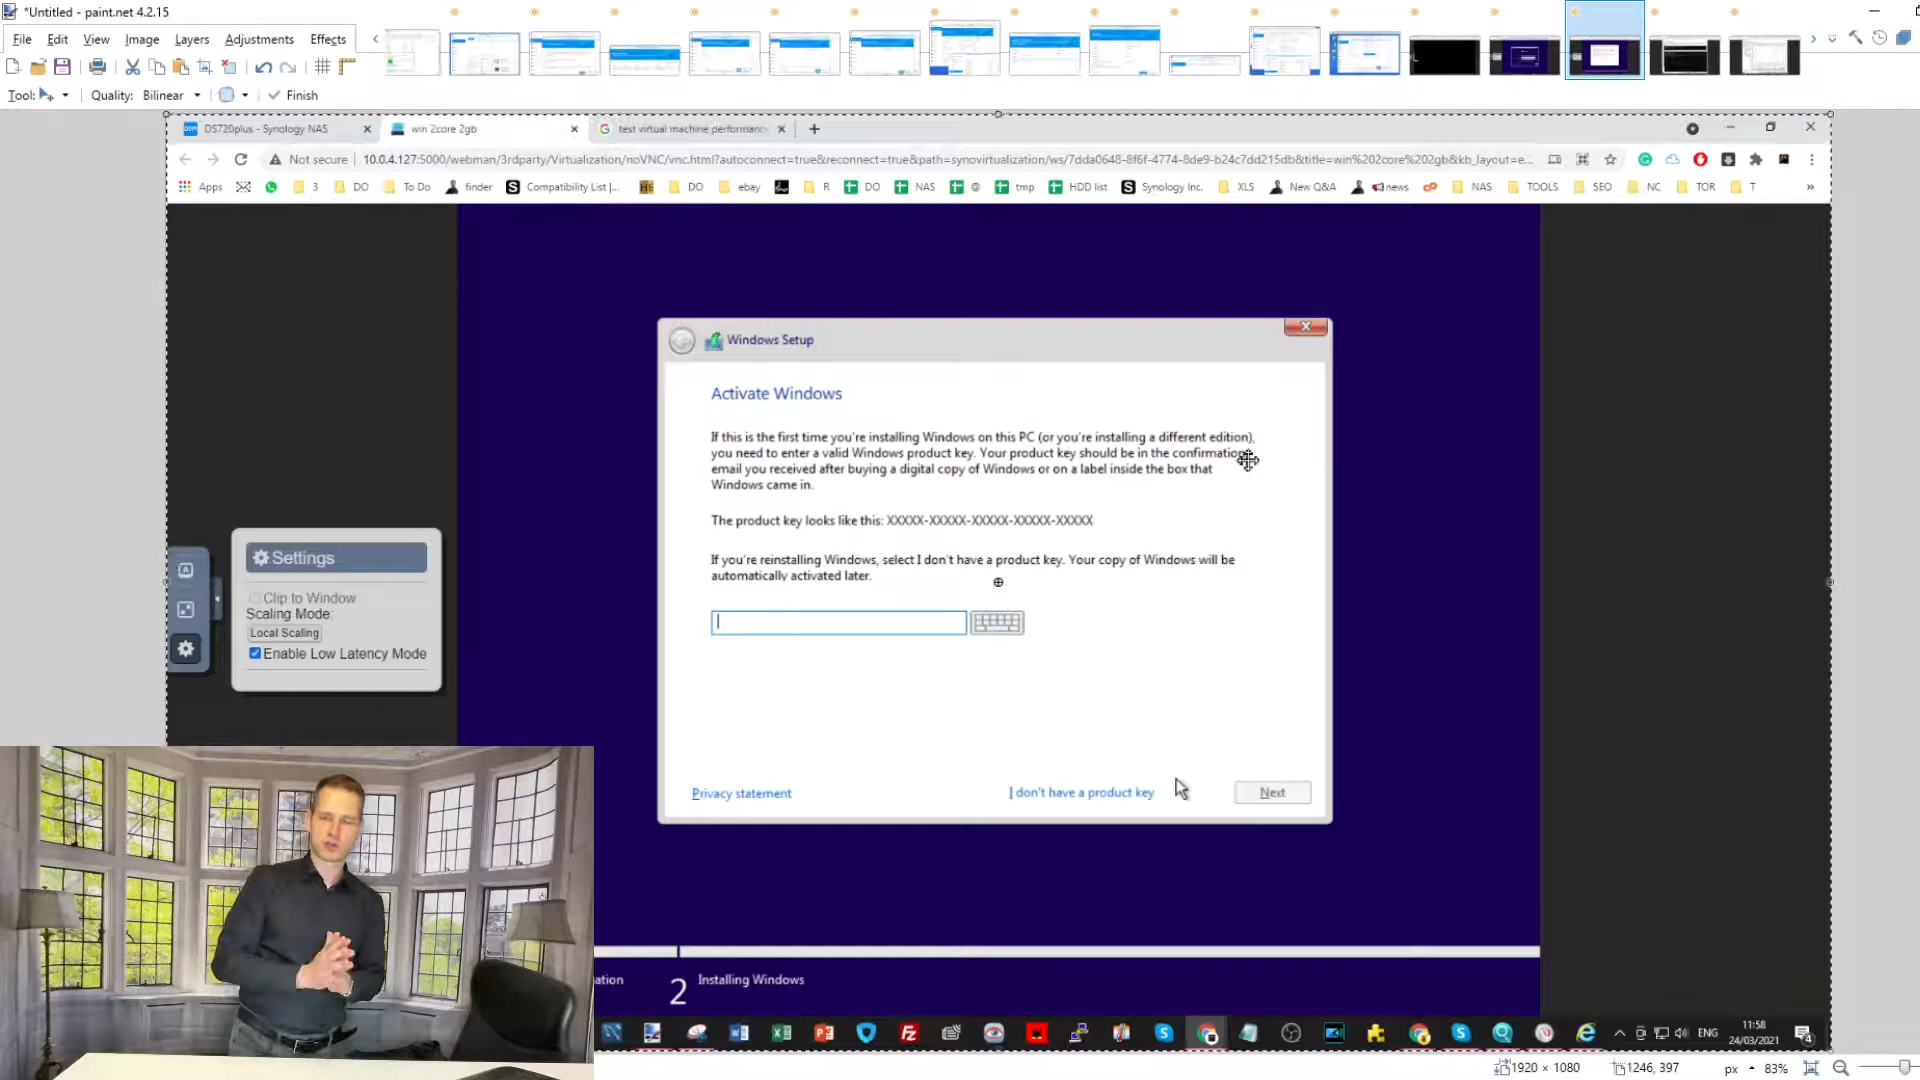 *Untitled - paint.net 4.2.15
File Edit View Image Layers Adjustments Effects
Tool: Quality: Bilinear Finish
DS720plus - Synology NAS
win 2core 2gb
test virtual machine performance
Not secure 10.0.4.127:5000/webman/3rdparty/Virtualization/noVNC/vnc.html?autoconnect=true&reconnect=true&path=synovirtualization/ws/7dda0648-8f6f-4774-8de9-b24c7dd215db&title=win%202core%202gb&kb_layout=e...
Apps 3 DO To Do finder Compatibility List |... DO ebay R DO NAS @ tmp HDD list Synology Inc. XLS New Q&A news NAS TOOLS SEO NC TOR T »
Windows Setup
Activate Windows
If this is the first time you're installing Windows on this PC (or you're installing a different edition),
you need to enter a valid Windows product key. Your product key should be in the confirmation
email you received after buying a digital copy of Windows or on a label inside the box that
Windows came in.
The product key looks like this: XXXXX-XXXXX-XXXXX-XXXXX-XXXXX
If you're reinstalling Windows, select I don't have a product key. Your copy of Windows will be
automatically activated later.
Settings
Clip to Window
Scaling Mode:
Local Scaling
Enable Low Latency Mode
Privacy statement
I don't have a product key
Next
ation
2 Installing Windows
ENG
11:58
24/03/2021
4
1920 × 1080
1246, 397
px
83%